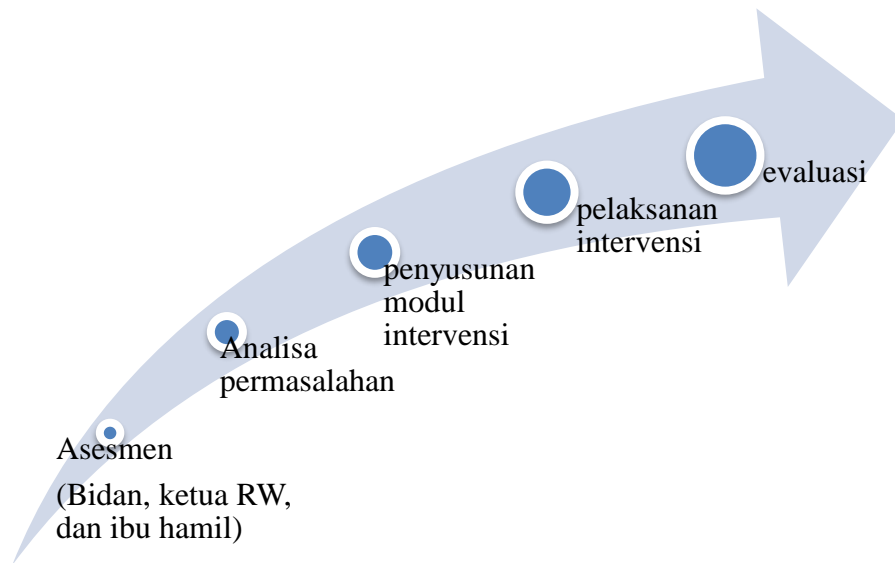 Asesmen
(Bidan, ketua RW,
dan ibu hamil)
Analisa
permasalahan
penyusunan
modul
intervensi
pelaksanan
intervensi
evaluasi